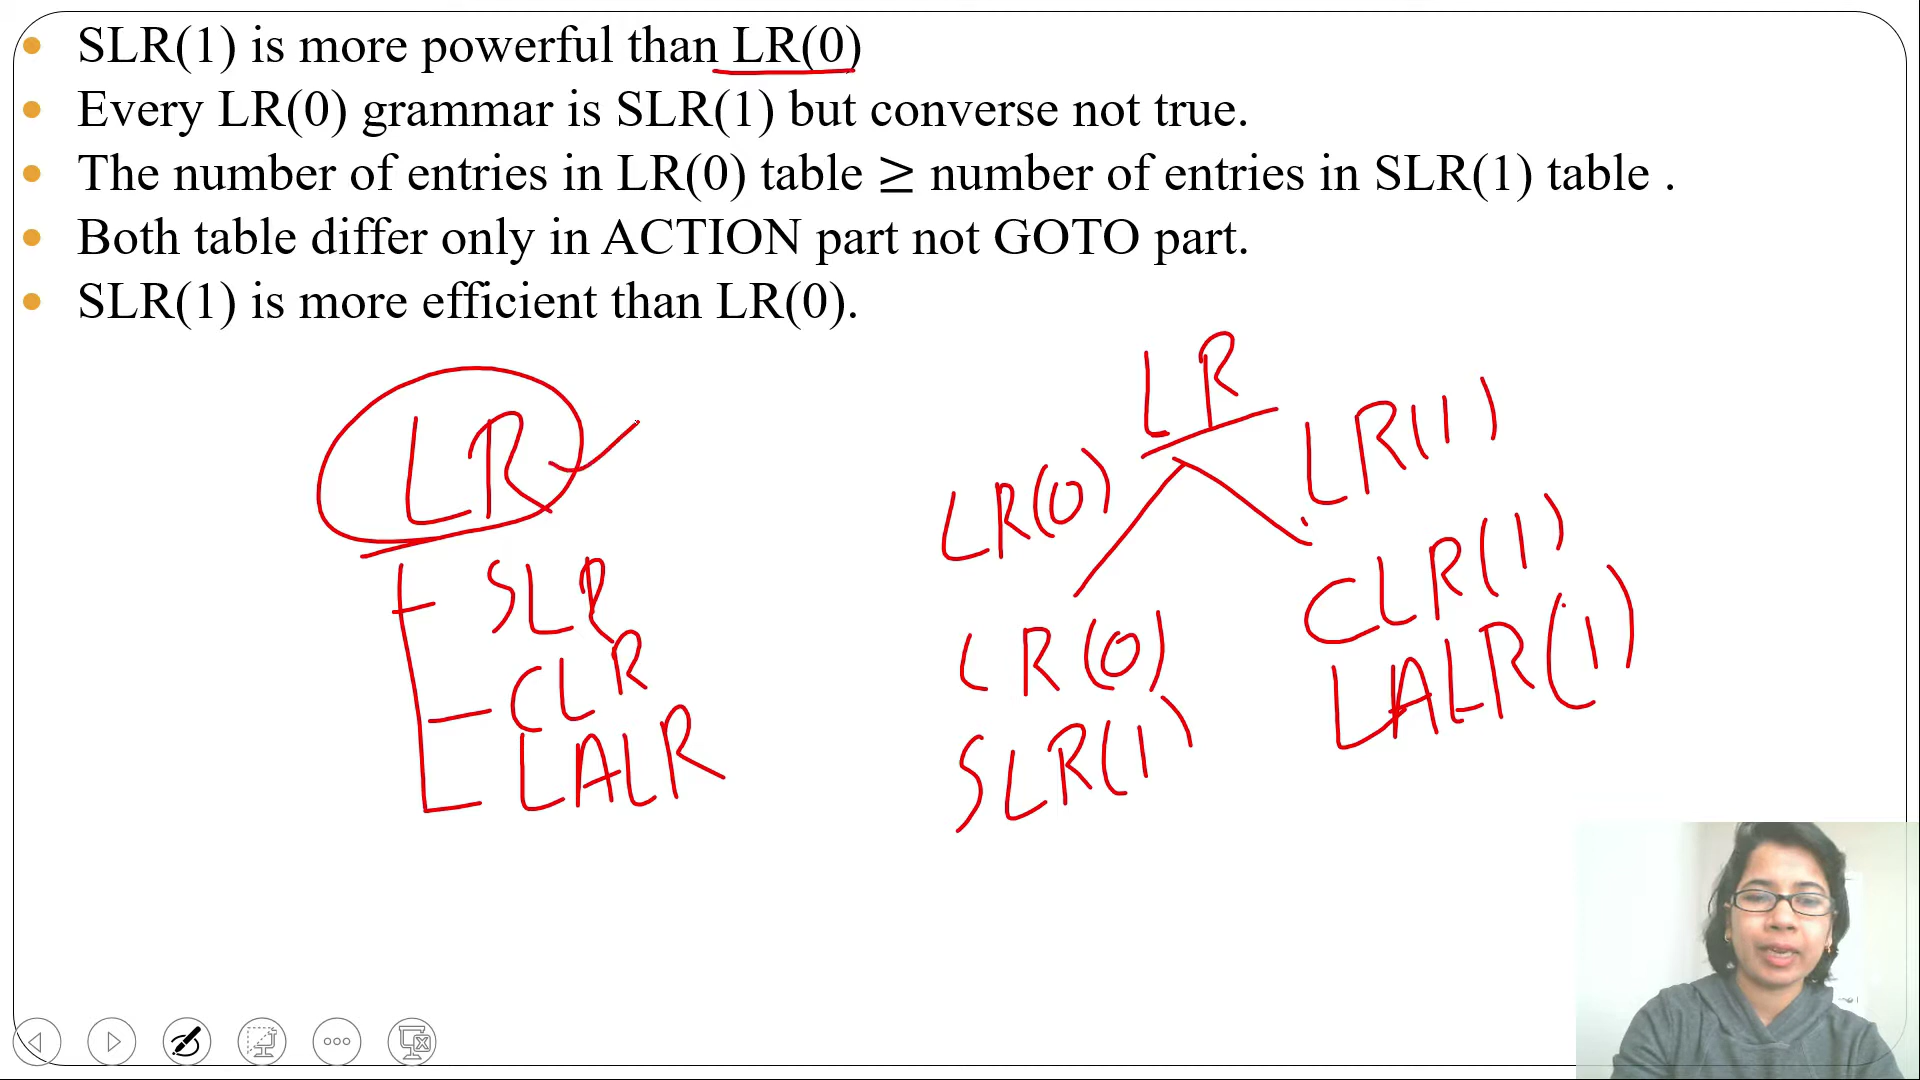 SLR(1) is more powerful than LR(0)
Every LR(0) grammar is SLR(1) but converse not true.
The number of entries in LR(0) table ≥ number of entries in SLR(1) table .
Both table differ only in ACTION part not GOTO part.
SLR(1) is more efficient than LR(0).
LR
SLR
CLR
LALR
LR
LR(0)
LR(1)
LR(0)
SLR(1)
CLR(1)
LALR(1)